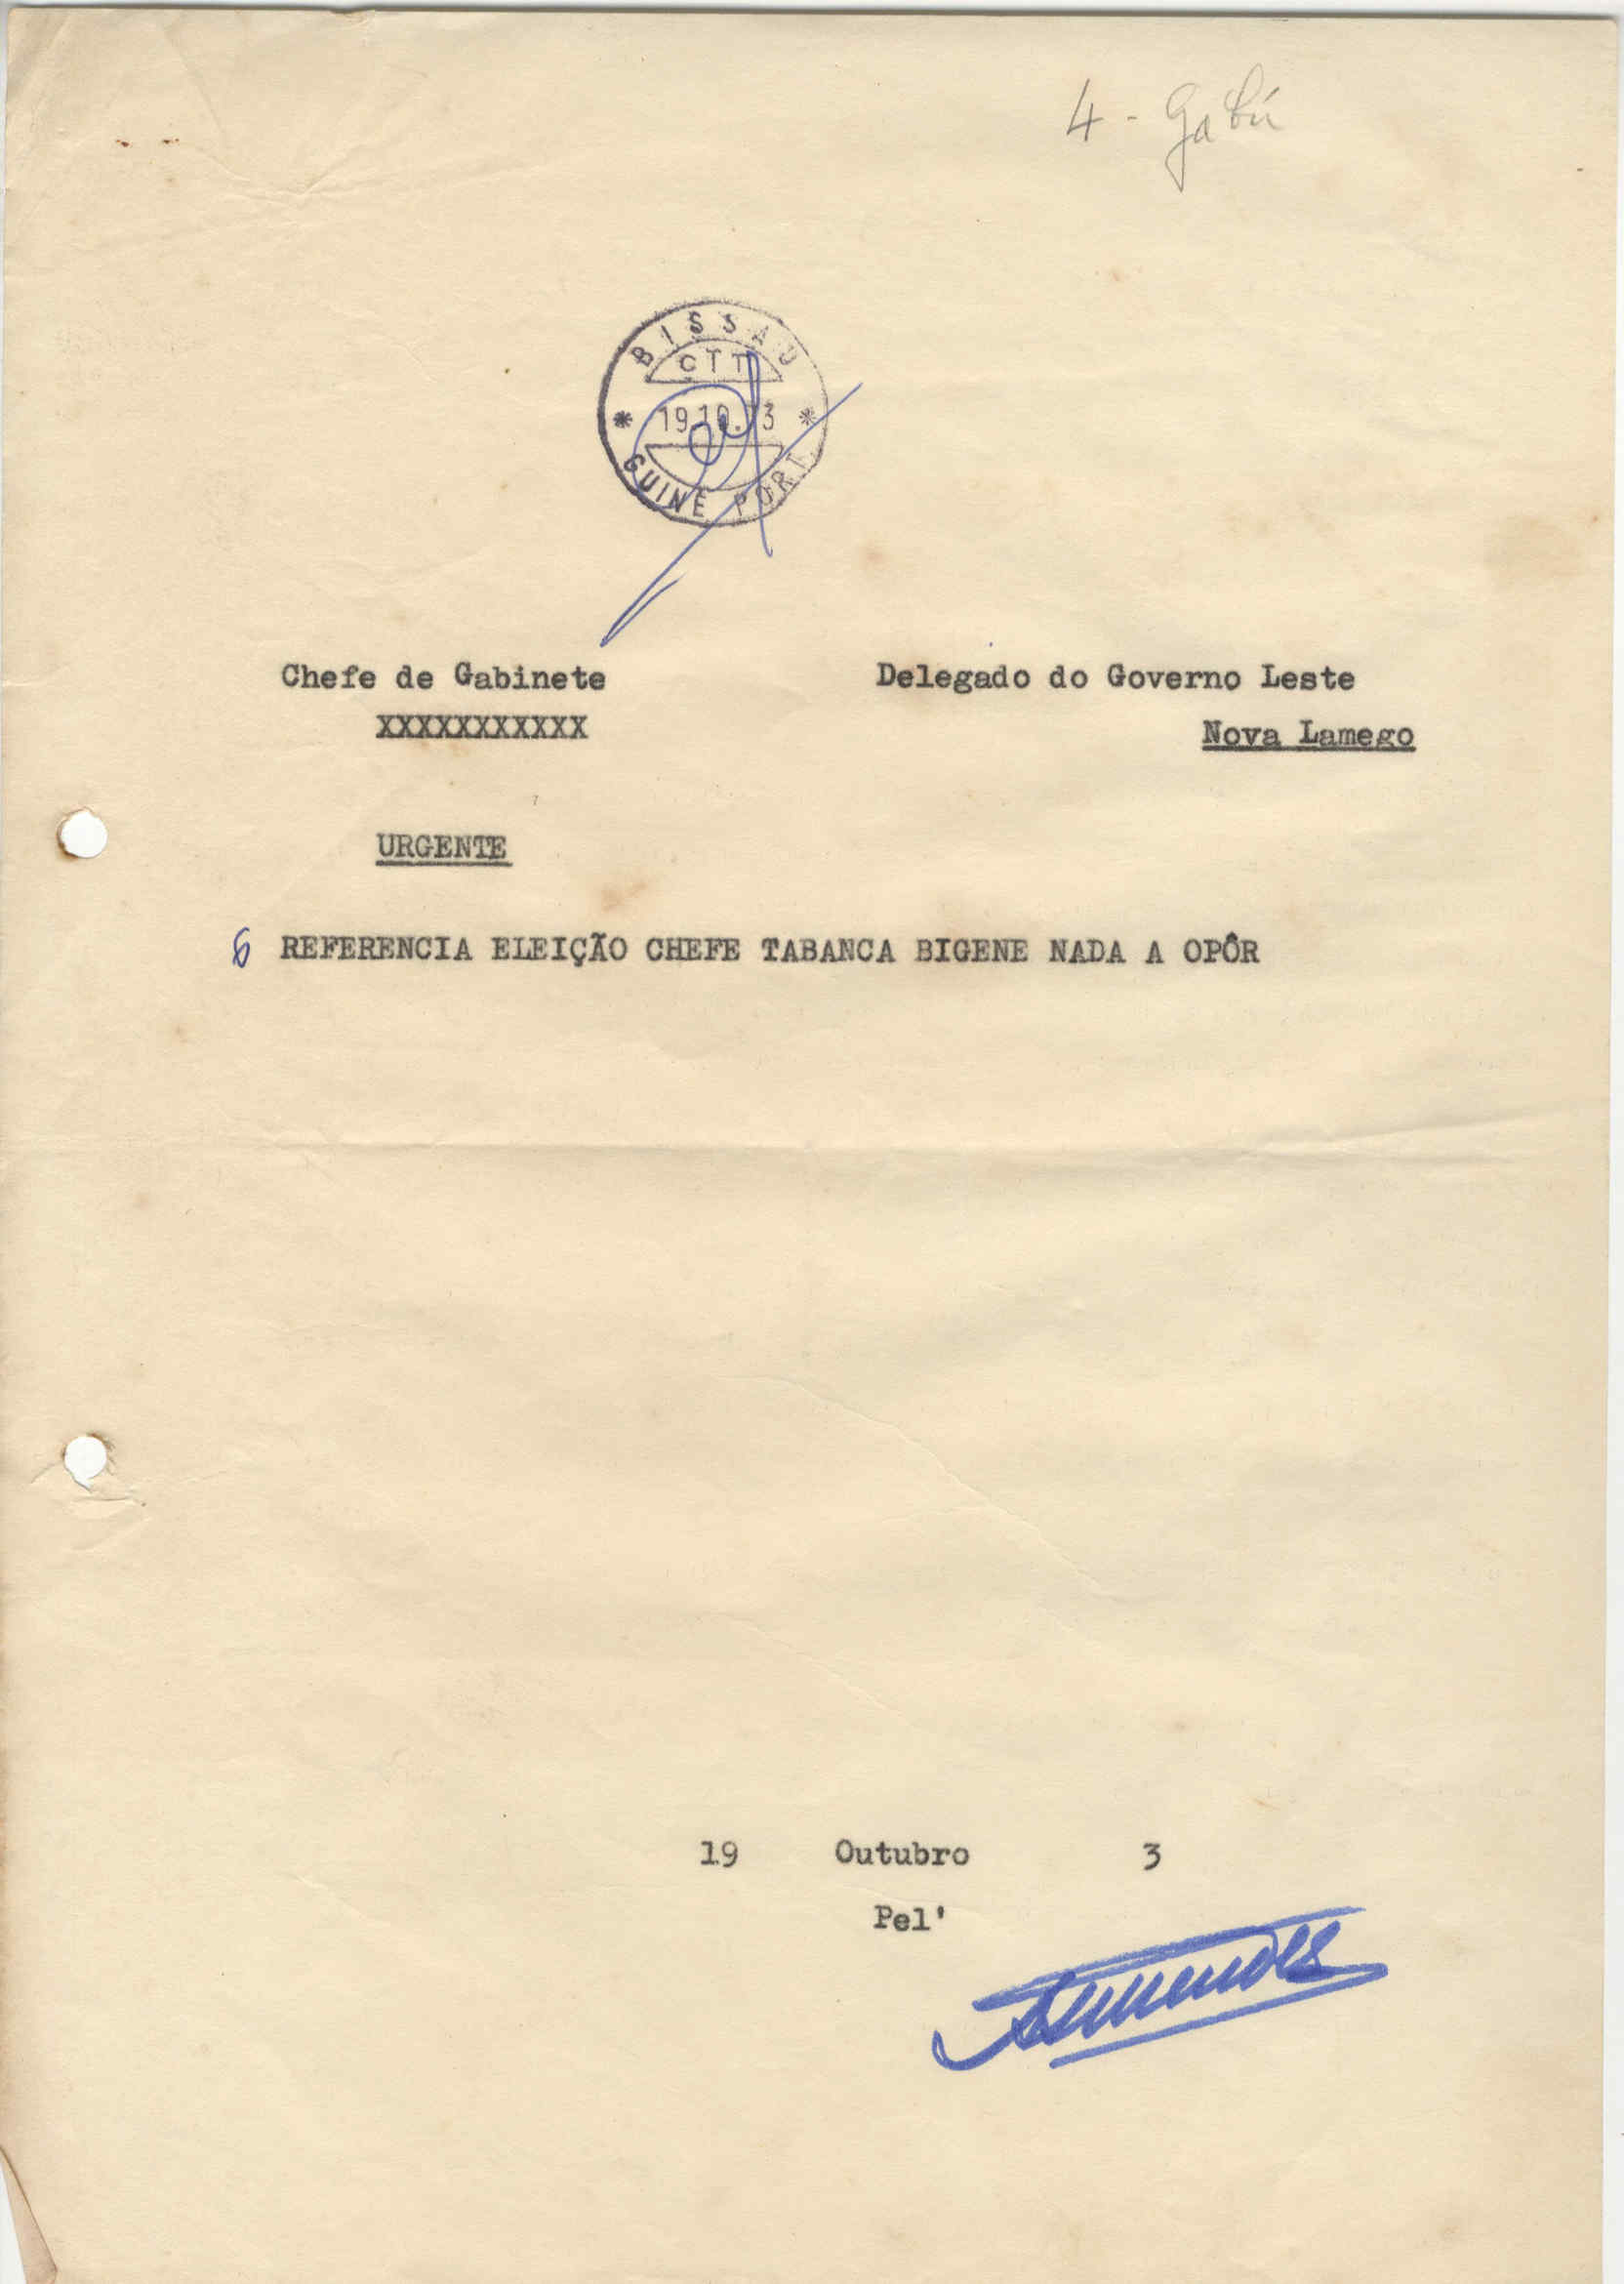 4 - Gabú
BISSAU
CTT
19.10.73
GUINÉ PORT.
Chefe de Gabinete Delegado do Governo Leste
XXXXXXXXXXX Nova Lamego
URGENTE
REFERENCIA ELEIÇÃO CHEFE TABANCA BIGENE NADA A OPÔR
19 Outubro 3
Pel'